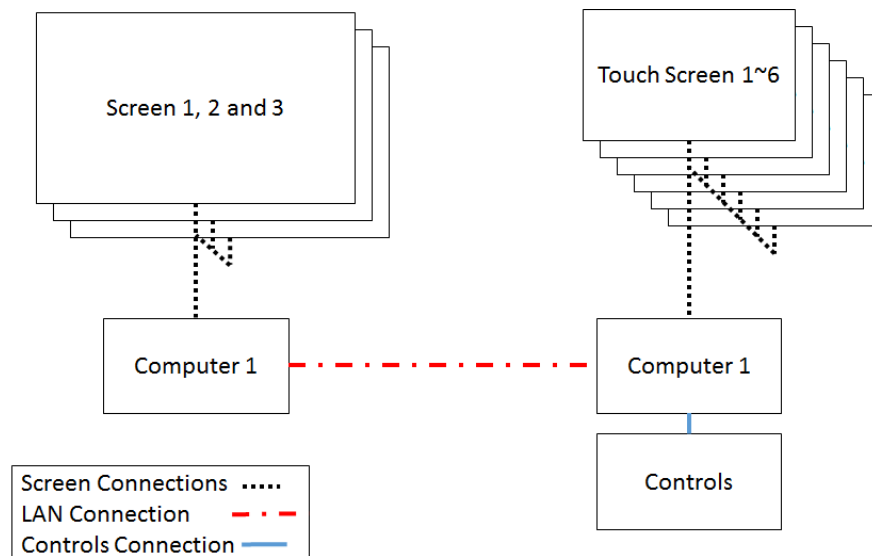 Screen 1, 2 and 3
Touch Screen 1~6
Computer 1
Computer 1
Controls
Screen Connections
LAN Connection
Controls Connection